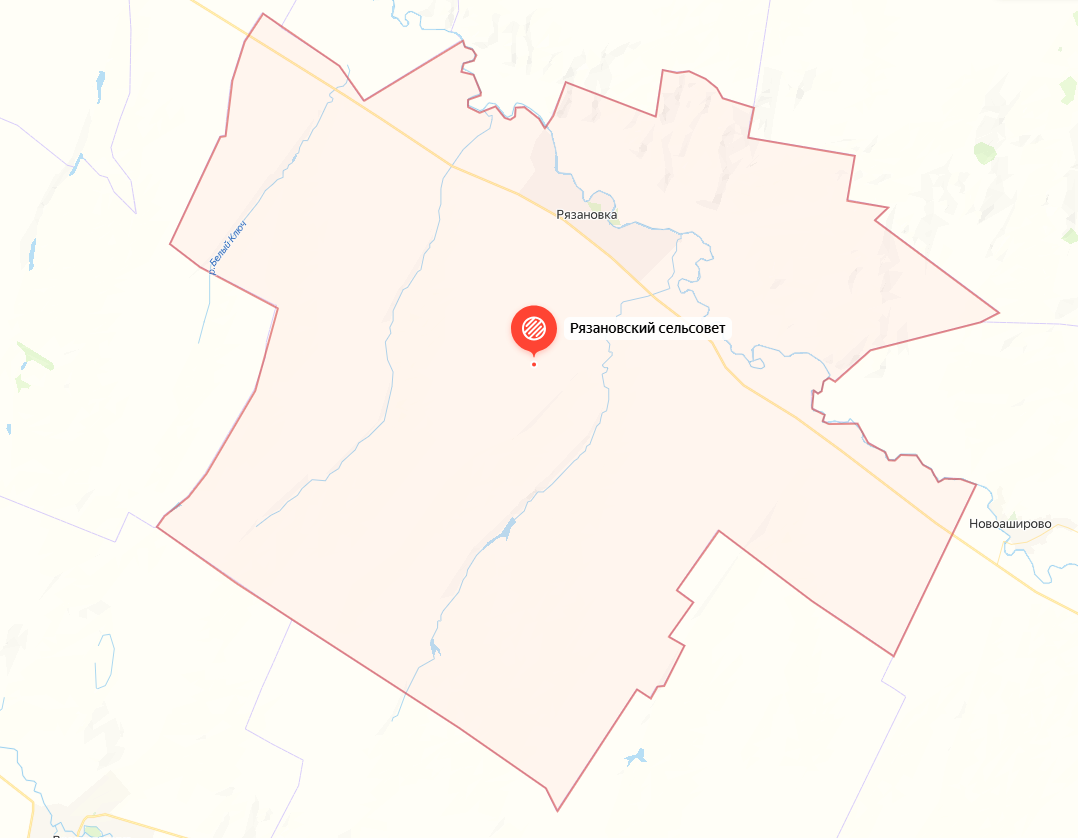 Рязановка
р. Белый Ключ
Рязановский сельсовет
Новоаширово